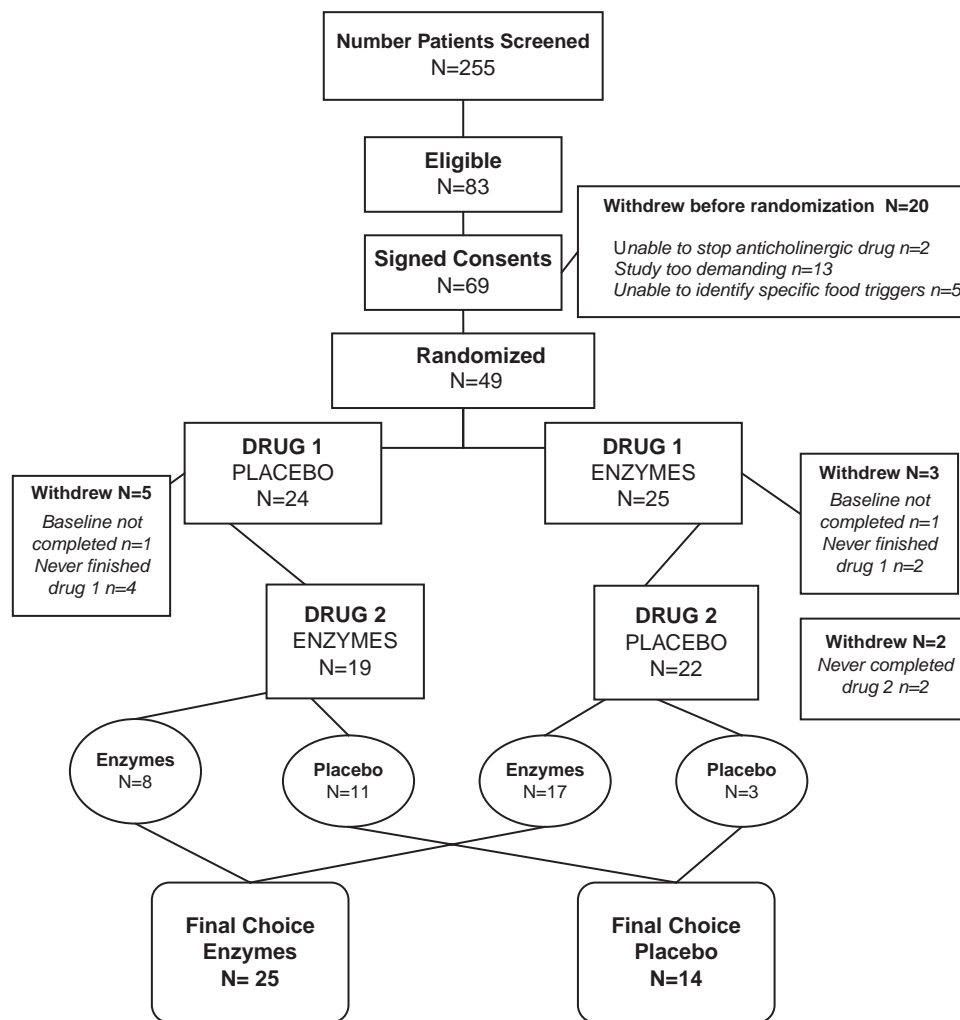 Number Patients Screened
N=255
Eligible
N=83
Withdrew before randomization  N=20
Unable to stop anticholinergic drug n=2
Study too demanding n=13
Unable to identify specific food triggers n=5
Signed Consents
N=69
Randomized
N=49
DRUG 1
PLACEBO
N=24
DRUG 1
ENZYMES
N=25
Withdrew N=5
Baseline not
completed n=1
Never finished
drug 1 n=4
Withdrew N=3
Baseline not
completed n=1
Never finished
drug 1 n=2
DRUG 2
ENZYMES
N=19
DRUG 2
PLACEBO
N=22
Withdrew N=2
Never completed
drug 2 n=2
Enzymes
N=8
Placebo
N=11
Enzymes
N=17
Placebo
N=3
Final Choice
Enzymes
N= 25
Final Choice
Placebo
N=14